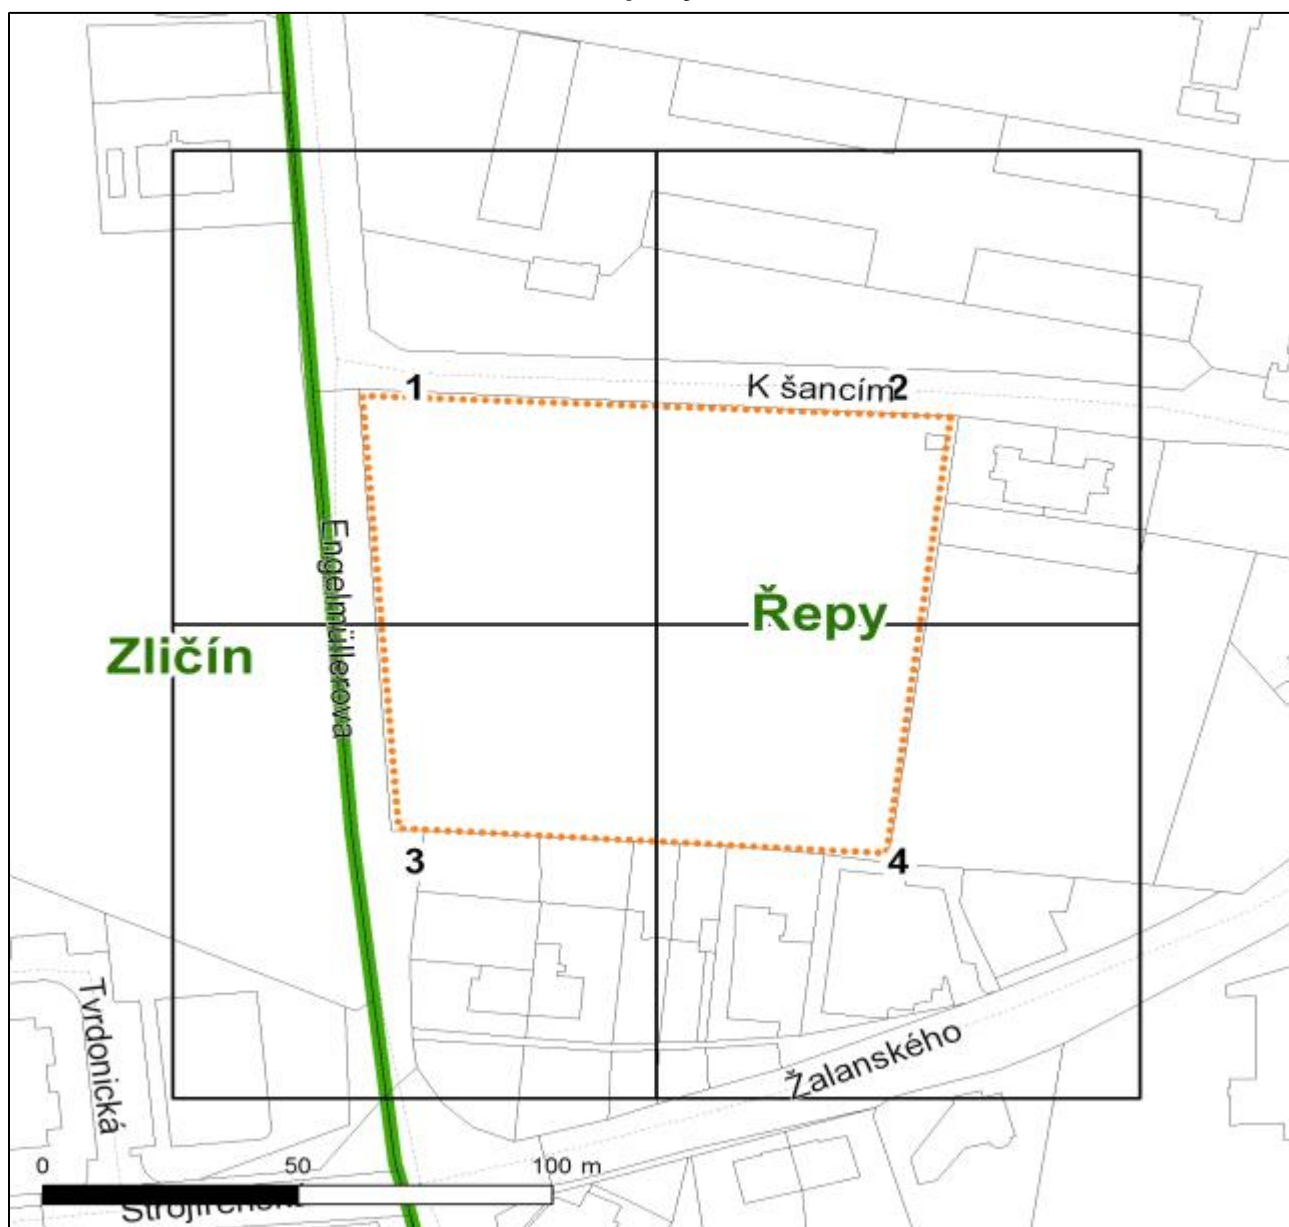 1
K šancím
2
Engelmüllerova
Řepy
Zličín
3
4
Tvrdonická
Žalanského
0 50 100 m